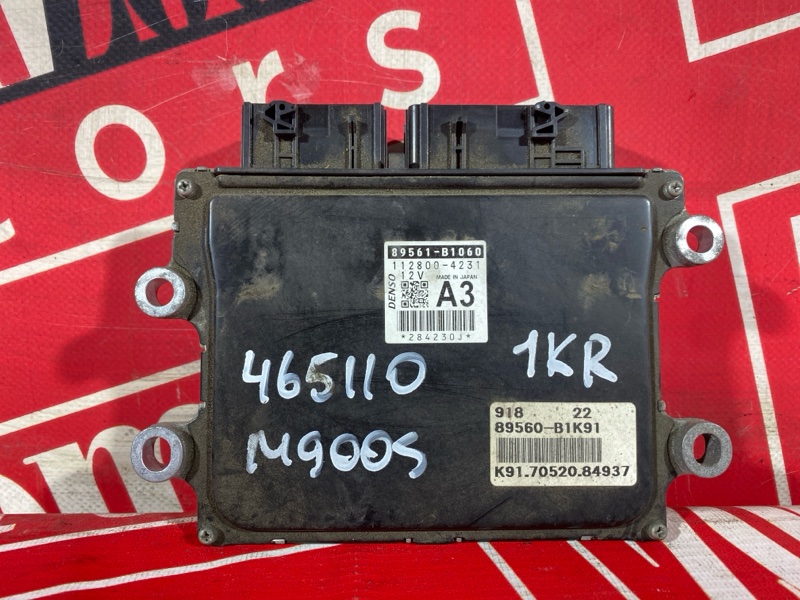 ors
89561-B1060
112800-4231
12V MADE IN JAPAN
DENSO
A3
*284230J*
465110
1KR
M900S
918 22
89560-B1K91
K91.70520.84937